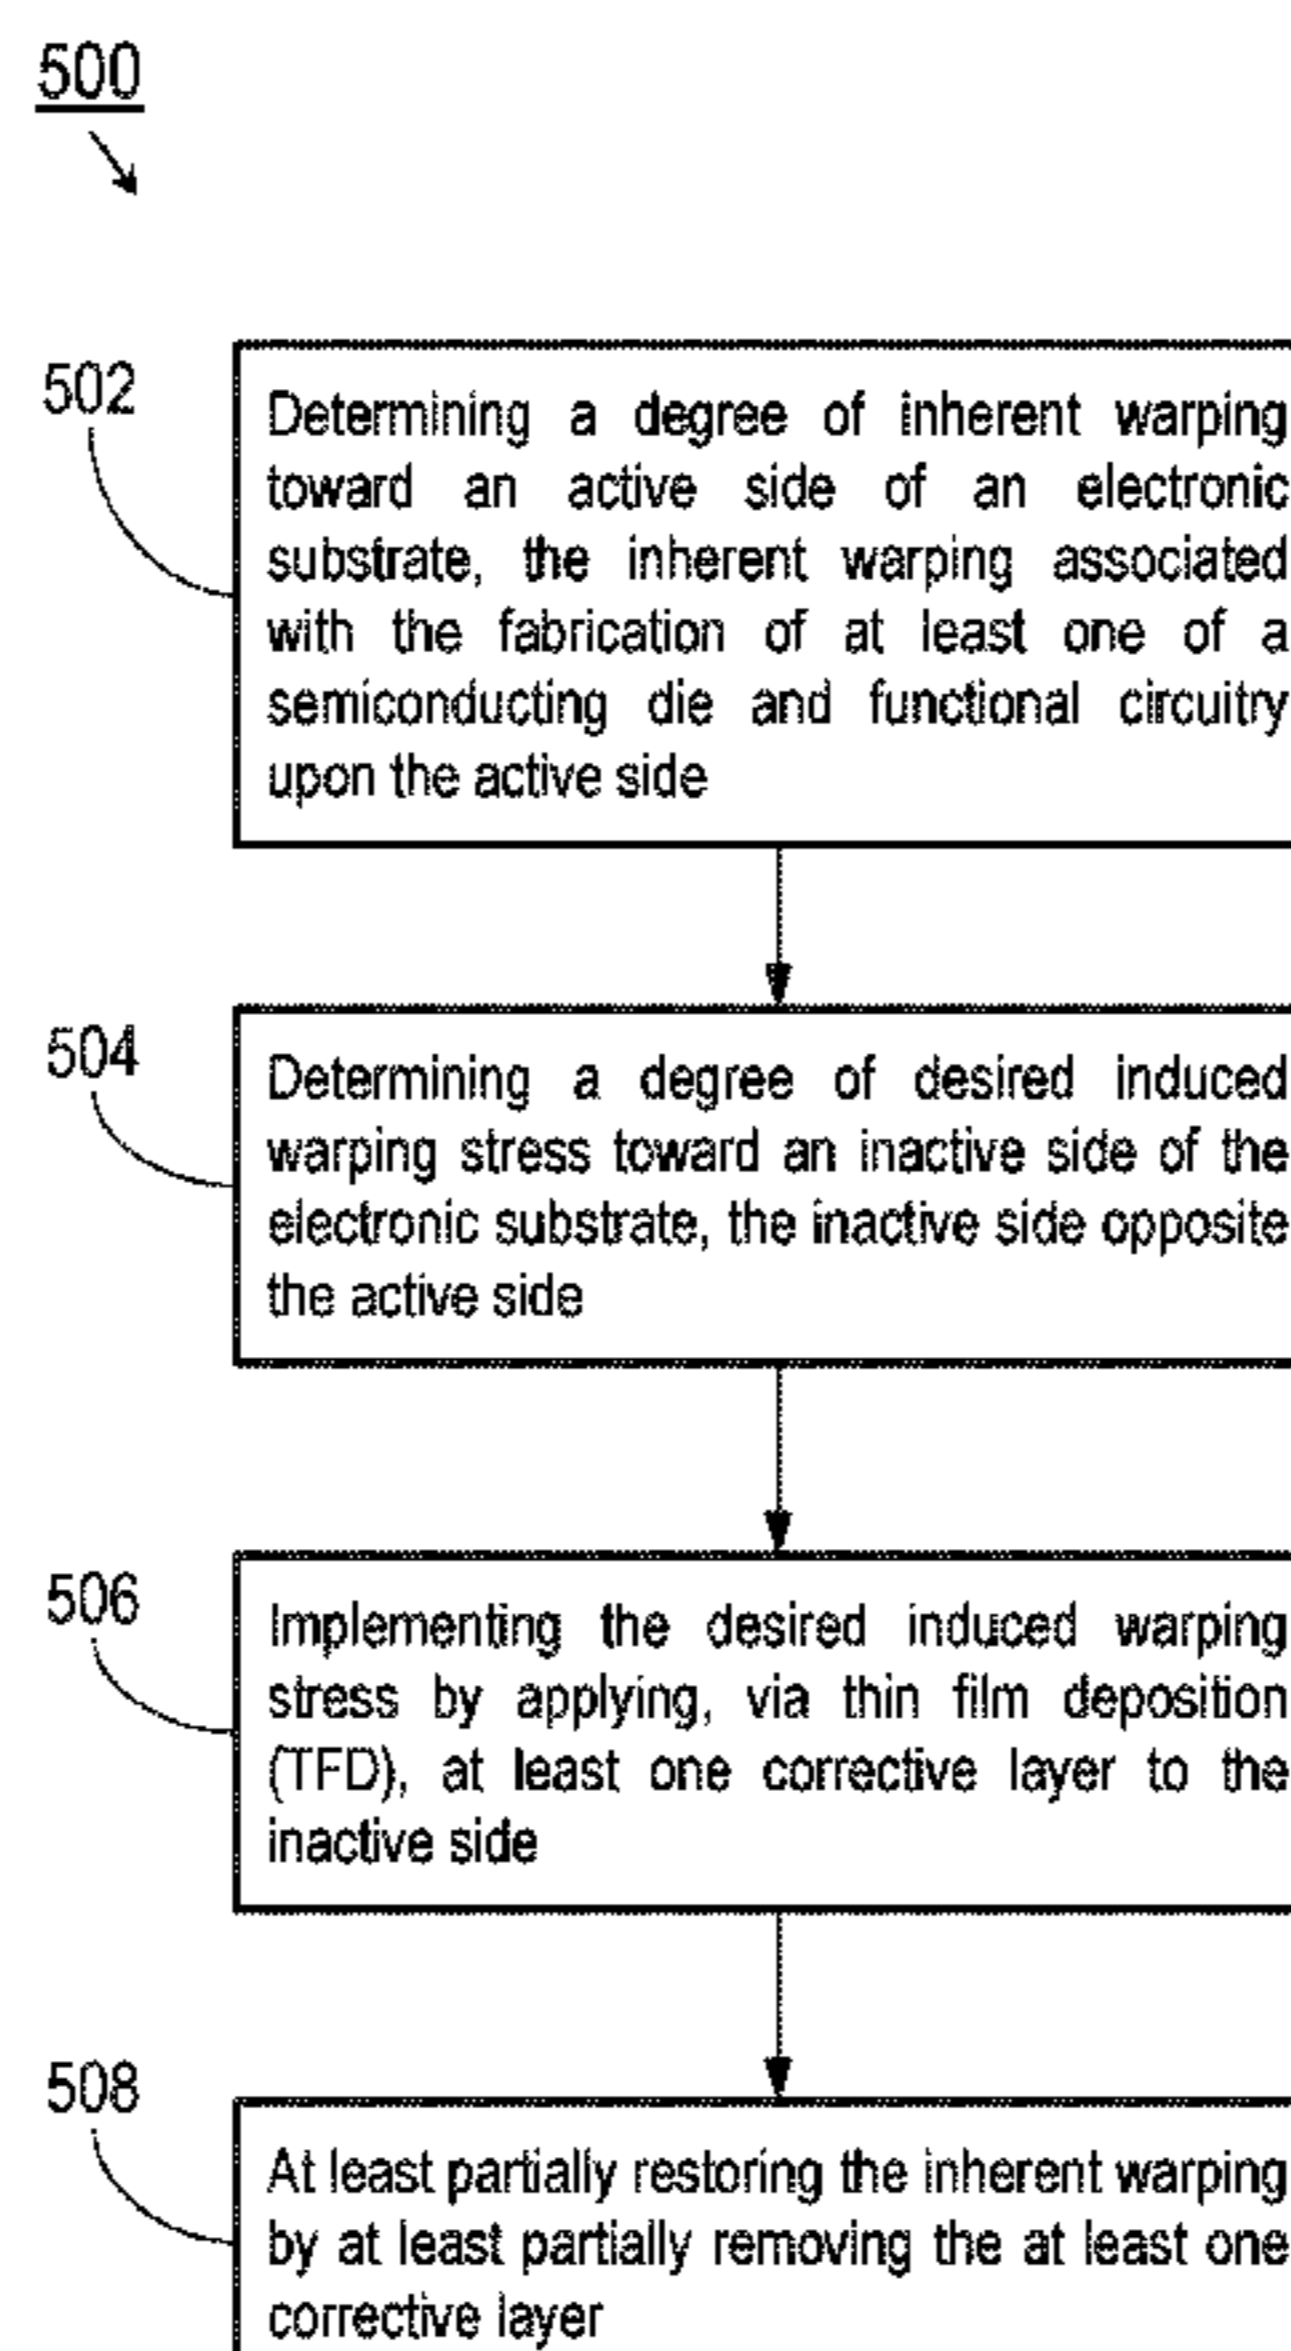 500
502
Determining a degree of inherent warping
toward an active side of an electronic
substrate, the inherent warping associated
with the fabrication of at least one of a
semiconducting die and functional circuitry
upon the active side
504
Determining a degree of desired induced
warping stress toward an inactive side of the
electronic substrate, the inactive side opposite
the active side
506
Implementing the desired induced warping
stress by applying, via thin film deposition
(TFD), at least one corrective layer to the
inactive side
508
At least partially restoring the inherent warping
by at least partially removing the at least one
corrective layer